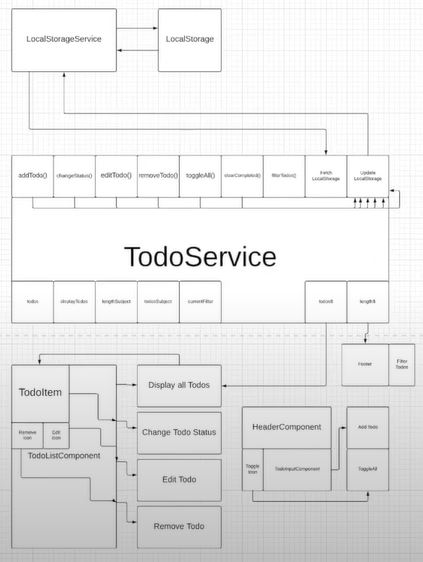 LocalStorageService
LocalStorage
addTodo()
changeStatus()
editTodo()
removeTodo()
toggleAll()
clearCompleted()
filterTodos()
Fetch
LocalStorage
Update
LocalStorage
TodoService
todos
displayTodos
lengthSubject
todosSubject
currentFilter
todos$
length$
Footer
Filter
Todos
TodoItem
Remove
Icon
Edit
Icon
TodoListComponent
Display all Todos
Change Todo Status
Edit Todo
Remove Todo
HeaderComponent
Toggle
Icon
TodoInputComponent
Add Todo
ToggleAll